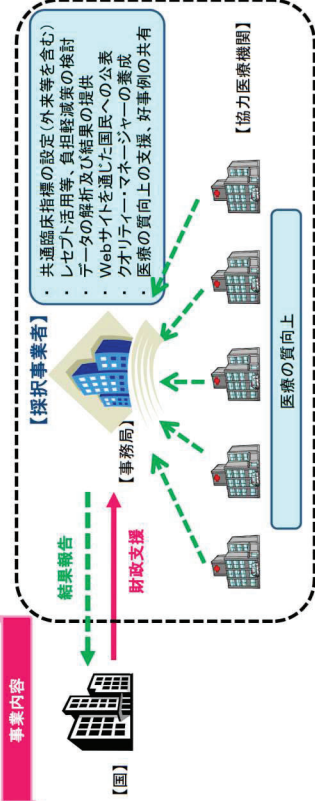 事業内容
【国】
結果報告
財政支援
【採択事業者】
【事務局】
・ 共通臨床指標の設定(外来等を含む)
・ レセプト活用等、負担軽減策の検討
・ データの解析及び結果の提供
・ Webサイトを通じた国民への公表
・ クオリティー・マネージャーの養成
・ 医療の質向上の支援、好事例の共有
【協力医療機関】
医療の質向上